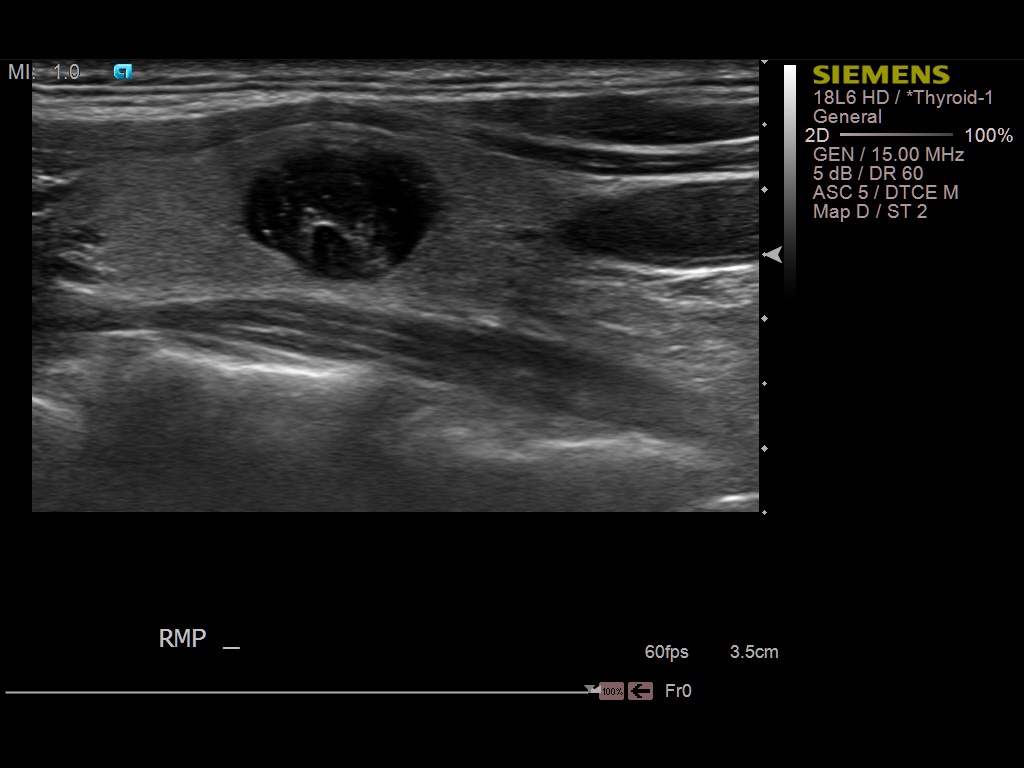 MI: 1.0
SIEMENS
18L6 HD / *Thyroid-1
General
2D 100%
GEN / 15.00 MHz
5 dB / DR 60
ASC 5 / DTCE M
Map D / ST 2
RMP _
60fps 3.5cm
100% Fr0